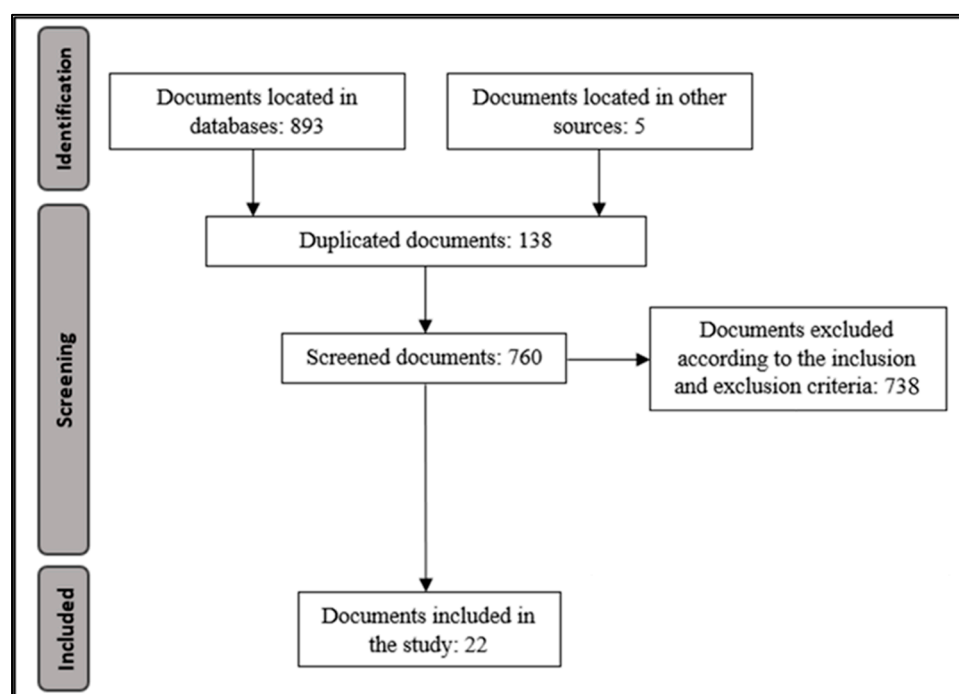 Identification
Documents located in
databases: 893
Documents located in other
sources: 5
Screening
Duplicated documents: 138
Screened documents: 760
Documents excluded
according to the inclusion
and exclusion criteria: 738
Included
Documents included in
the study: 22